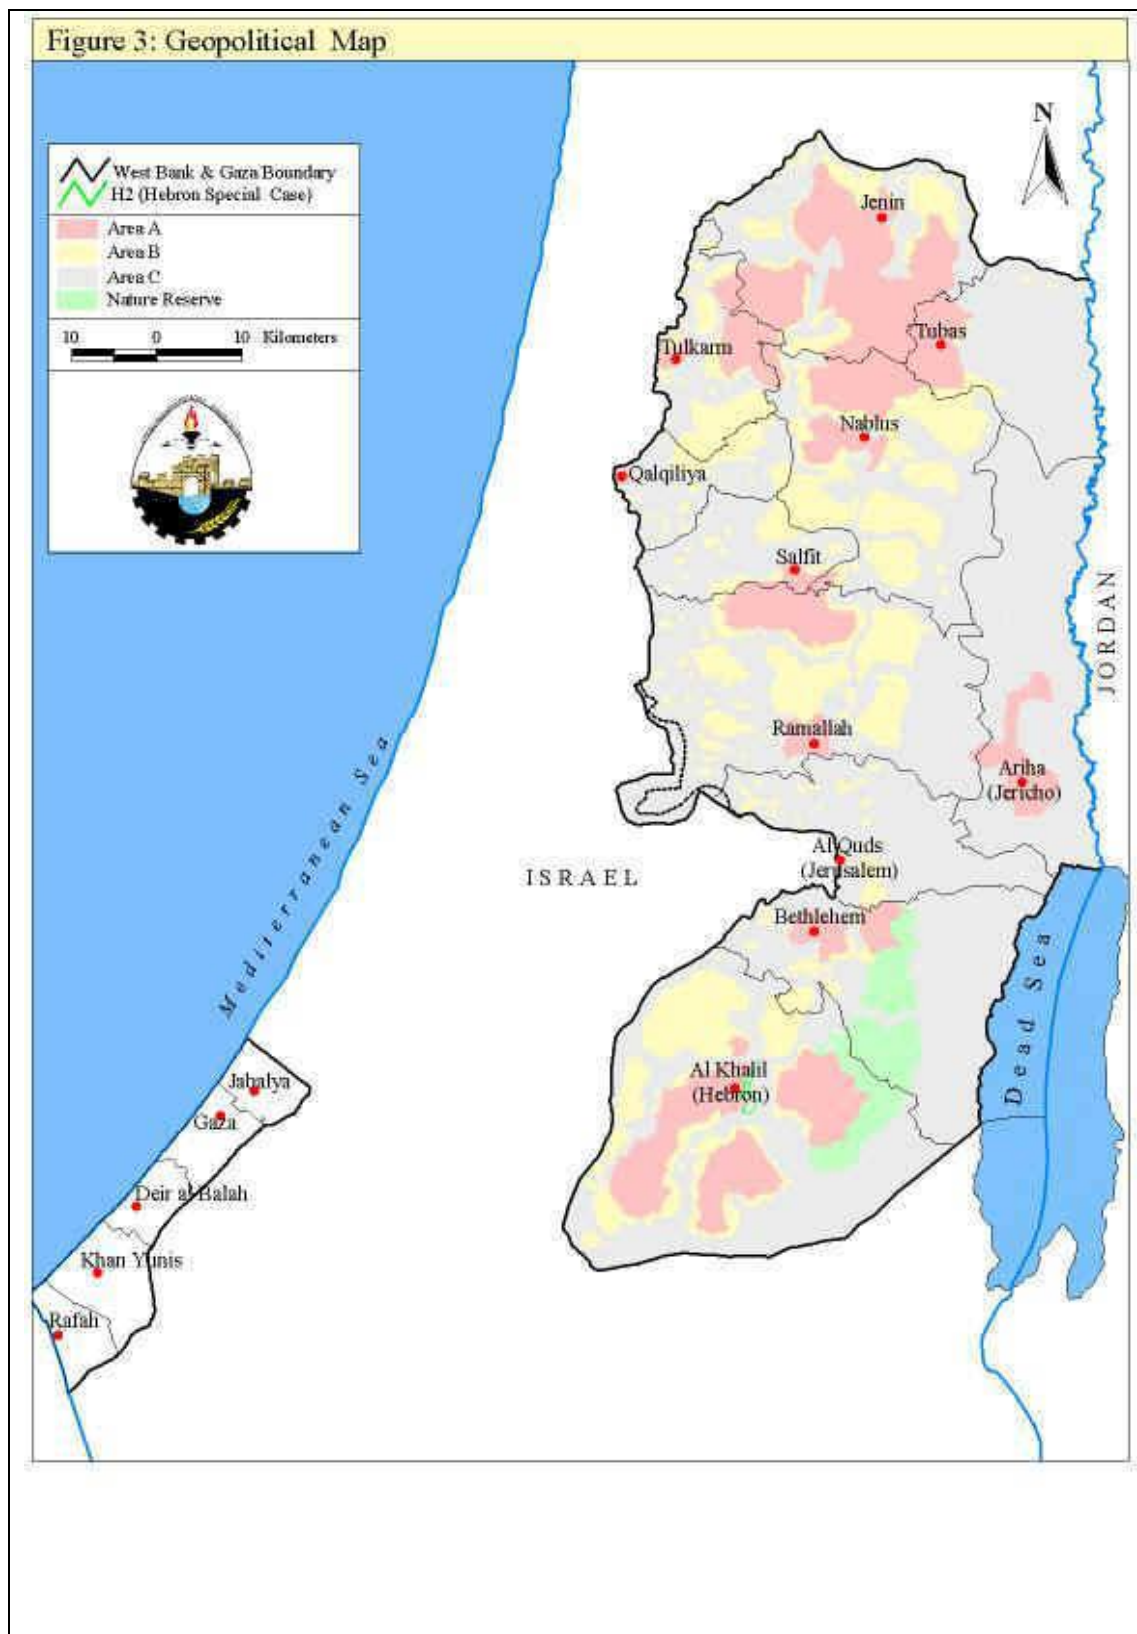 Figure 3: Geopolitical Map
West Bank & Gaza Boundary
H2 (Hebron Special Case)
Area A
Area B
Area C
Nature Reserve
10 0 10 Kilometers
N
Jenin
Tubas
Tulkarm
Nablus
Qalqiliya
Salfit
JORDAN
Ramallah
Ariha
(Jericho)
Mediterranean Sea
Al Quds
(Jerusalem)
ISRAEL
Bethlehem
Dead Sea
Al Khalil
(Hebron)
Jabalya
Gaza
Deir al Balah
Khan Yunis
Rafah